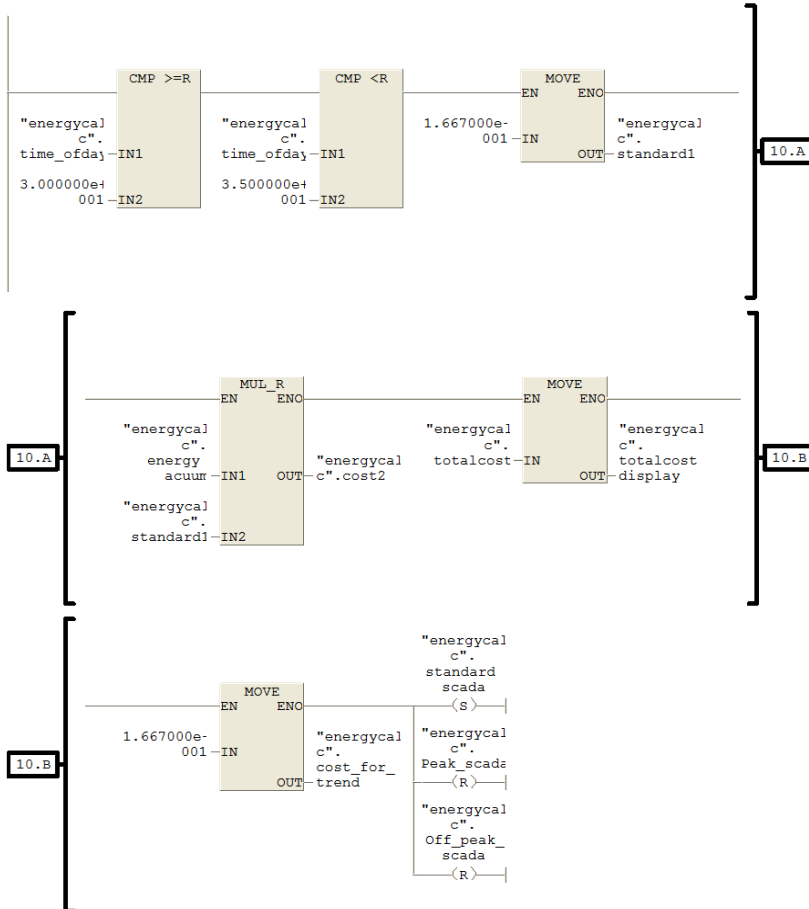 CMP >=R
CMP <R
MOVE
EN ENO
"energycal
c".
time_ofday
IN1
"energycal
c".
time_ofday
IN1
1.667000e-
001
IN
"energycal
c".
standard1
OUT
3.000000e+
001
IN2
3.500000e+
001
IN2
10.A
10.A
MUL_R
EN ENO
MOVE
EN ENO
"energycal
c".
energy
acuum
IN1
OUT
"energycal
c".cost2
"energycal
c".
totalcost
IN
"energycal
c".
totalcost
display
OUT
"energycal
c".
standard1
IN2
10.B
10.B
MOVE
EN ENO
1.667000e-
001
IN
"energycal
c".
cost_for_
trend
OUT
"energycal
c".
standard
scada
(S)
"energycal
c".
Peak_scada
(R)
"energycal
c".
Off_peak_
scada
(R)